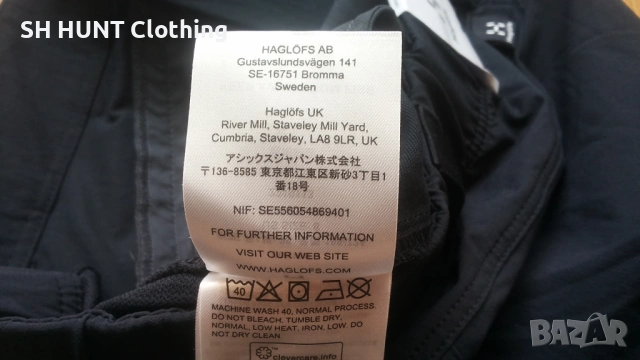 SH HUNT Clothing
HAGLÖFS AB
Gustavslundsvägen 141
SE-16751 Bromma
Sweden
Haglöfs UK
River Mill, Staveley Mill Yard,
Cumbria, Staveley, LA8 9LR, UK
アシックスジャパン株式会社
〒136-8585 東京都江東区新砂3丁目1
番18号
NIF: SE556054869401
FOR FURTHER INFORMATION
VISIT OUR WEB SITE
WWW.HAGLOFS.COM
40
MACHINE WASH 40, NORMAL PROCESS.
DO NOT BLEACH. TUMBLE DRY,
NORMAL, LOW HEAT. IRON, LOW. DO
NOT DRYCLEAN.
clevercare.info
BAZAR